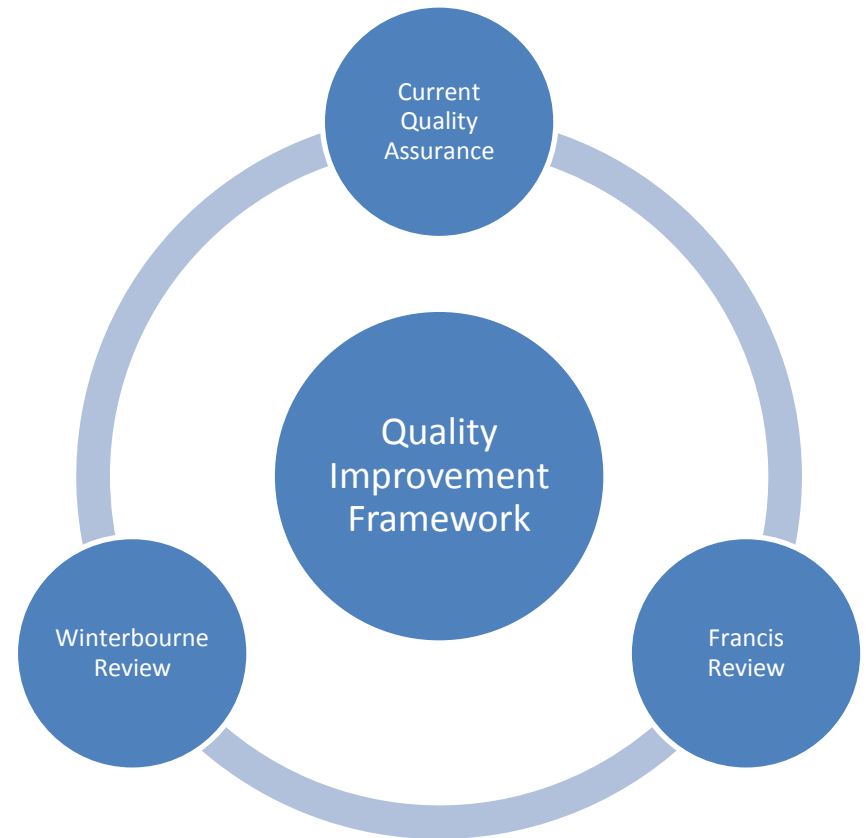 Current
Quality
Assurance
Quality
Improvement
Framework
Winterbourne
Review
Francis
Review